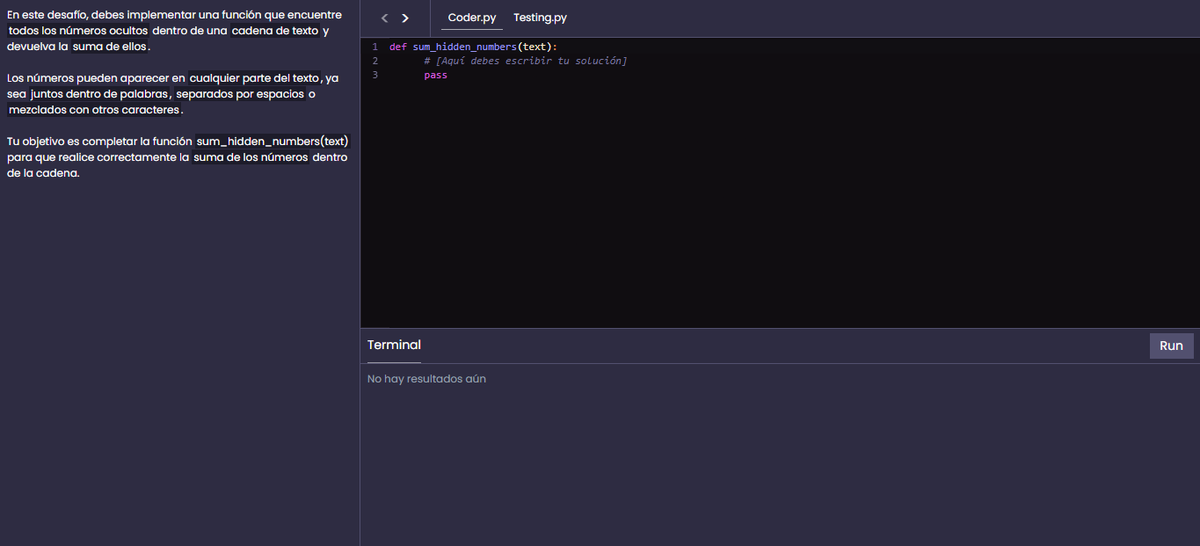 En este desafío, debes implementar una función que encuentre
todos los números ocultos dentro de una cadena de texto y
devuelva la suma de ellos.
Los números pueden aparecer en cualquier parte del texto, ya
sea juntos dentro de palabras, separados por espacios o
mezclados con otros caracteres.
Tu objetivo es completar la función sum_hidden_numbers(text)
para que realice correctamente la suma de los números dentro
de la cadena.
< >
Coder.py Testing.py
1 def sum_hidden_numbers(text):
2 # [Aquí debes escribir tu solución]
3 pass
Terminal
Run
No hay resultados aún